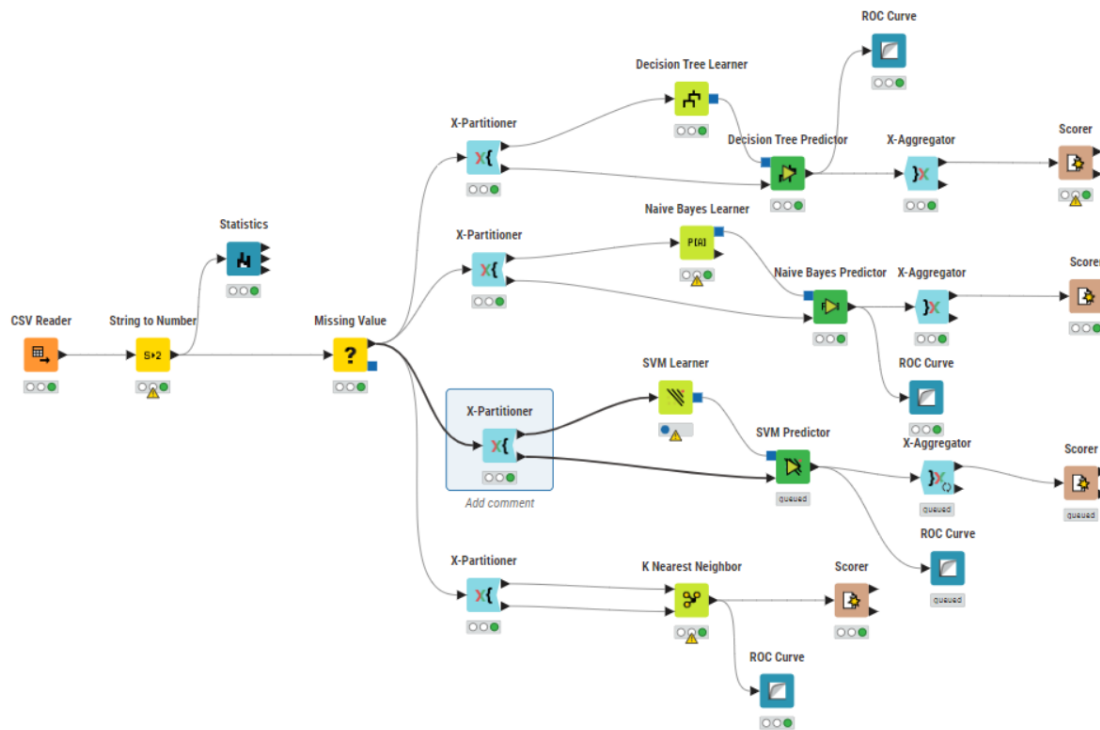 ROC Curve
Decision Tree Learner
X-Partitioner
Decision Tree Predictor
X-Aggregator
Scorer
Naive Bayes Learner
P(A)
Statistics
X-Partitioner
Naive Bayes Predictor
X-Aggregator
Scorer
CSV Reader
String to Number
S▸2
Missing Value
?
SVM Learner
ROC Curve
X-Partitioner
SVM Predictor
X-Aggregator
Scorer
queued
queued
queued
Add comment
ROC Curve
queued
X-Partitioner
K Nearest Neighbor
Scorer
ROC Curve